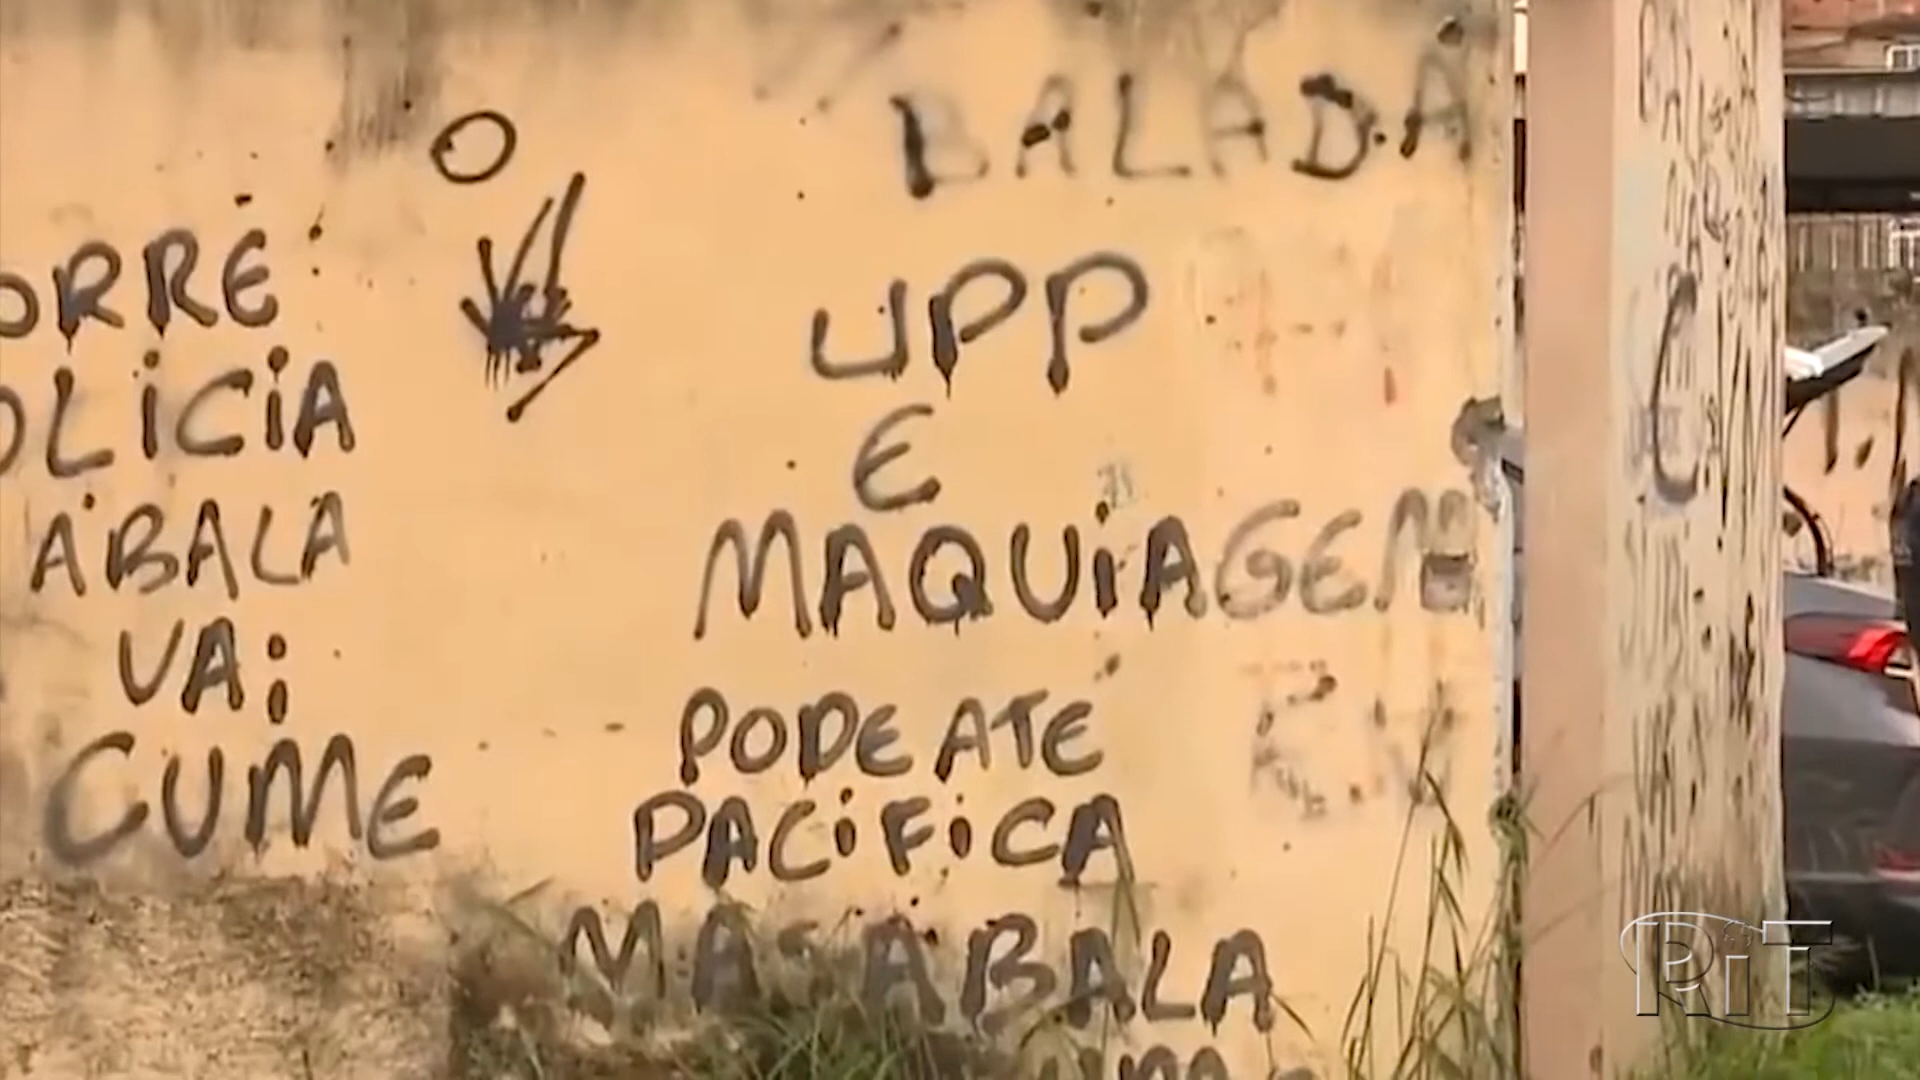 ORRE
OLICIA
ABALA
VAi
CUME
BALADA
UPP
E
MAQUIAGEM
PODE ATE
PACIFICA
MAS ABALA
C
RiT